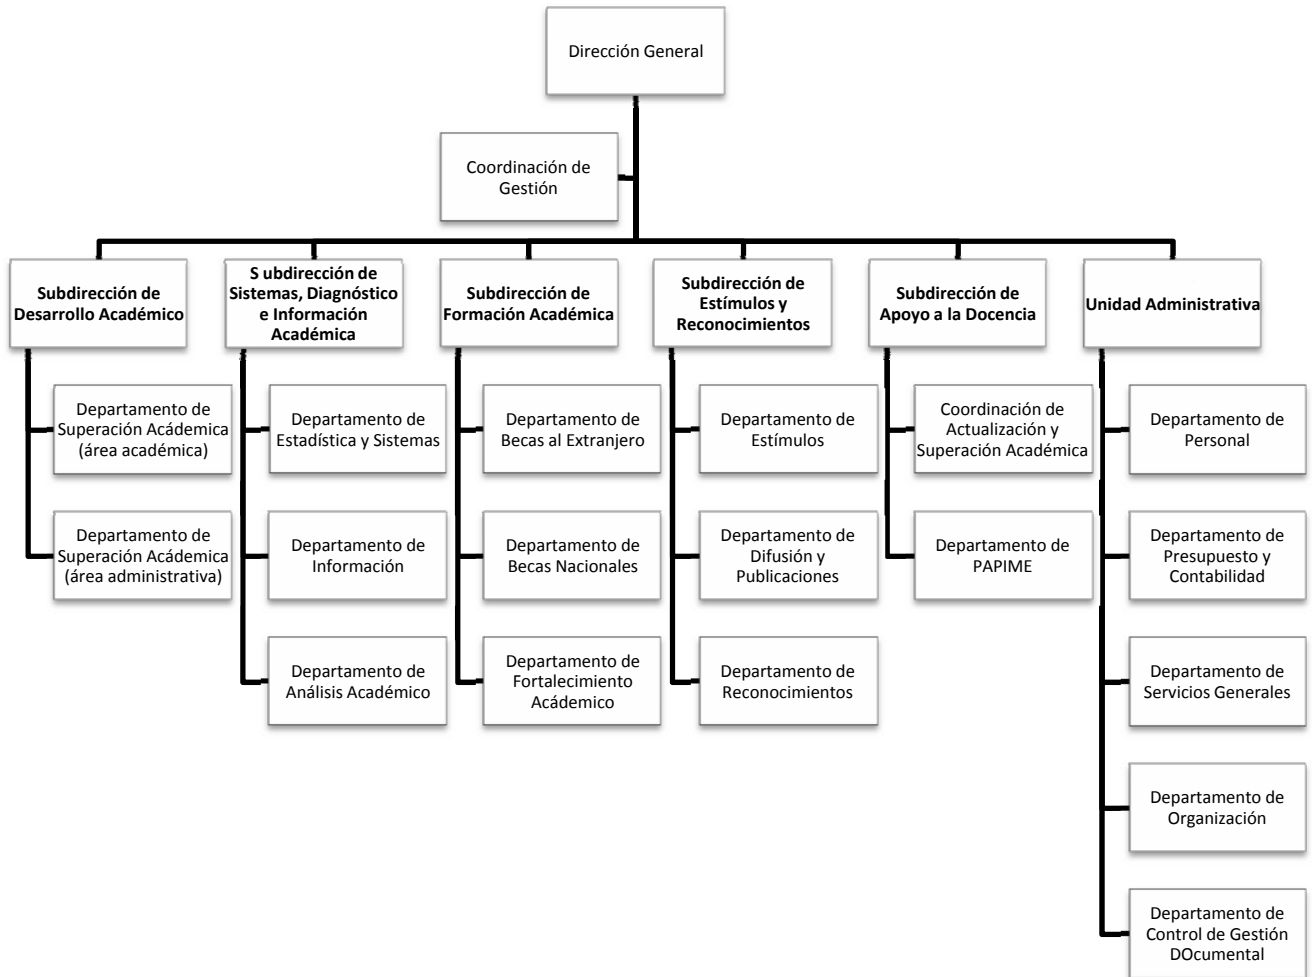 Dirección General
Coordinación de
Gestión
Subdirección de
Desarrollo Académico
S ubdirección de
Sistemas, Diagnóstico
e Información
Académica
Subdirección de
Formación Académica
Subdirección de
Estímulos y
Reconocimientos
Subdirección de
Apoyo a la Docencia
Unidad Administrativa
Departamento de
Superación Acádemica
(área académica)
Departamento de
Superación Acádemica
(área administrativa)
Departamento de
Estadística y Sistemas
Departamento de
Información
Departamento de
Análisis Académico
Departamento de
Becas al Extranjero
Departamento de
Becas Nacionales
Departamento de
Fortalecimiento
Acádemico
Departamento de
Estímulos
Departamento de
Difusión y
Publicaciones
Departamento de
Reconocimientos
Coordinación de
Actualización y
Superación Académica
Departamento de
PAPIME
Departamento de
Personal
Departamento de
Presupuesto y
Contabilidad
Departamento de
Servicios Generales
Departamento de
Organización
Departamento de
Control de Gestión
DOcumental